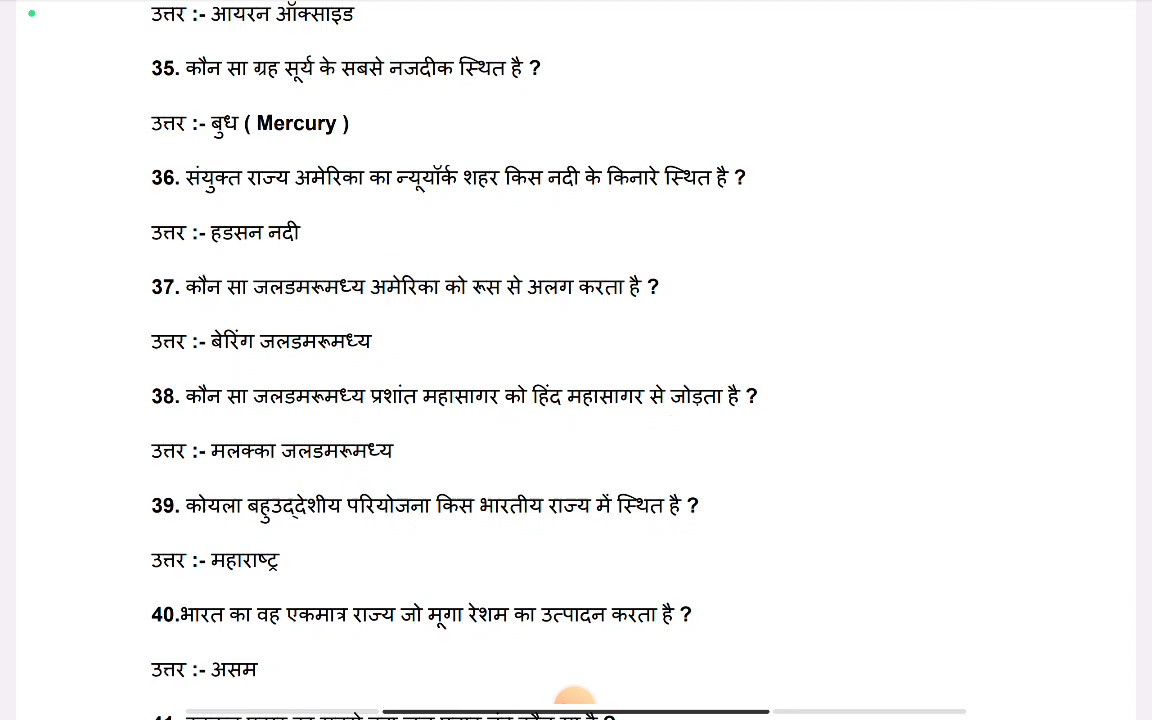 उत्तर :- आयरन ऑक्साइड
35. कौन सा ग्रह सूर्य के सबसे नजदीक स्थित है ?
उत्तर :- बुध ( Mercury )
36. संयुक्त राज्य अमेरिका का न्यूयॉर्क शहर किस नदी के किनारे स्थित है ?
उत्तर :- हडसन नदी
37. कौन सा जलडमरूमध्य अमेरिका को रूस से अलग करता है ?
उत्तर :- बेरिंग जलडमरूमध्य
38. कौन सा जलडमरूमध्य प्रशांत महासागर को हिंद महासागर से जोड़ता है ?
उत्तर :- मलक्का जलडमरूमध्य
39. कोयला बहुउद्देशीय परियोजना किस भारतीय राज्य में स्थित है ?
उत्तर :- महाराष्ट्र
40.भारत का वह एकमात्र राज्य जो मूगा रेशम का उत्पादन करता है ?
उत्तर :- असम